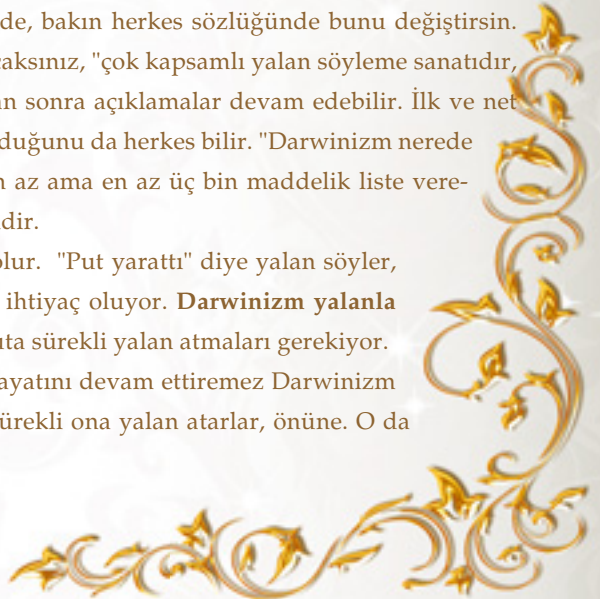 de, bakın herkes sözlüğünde bunu değiştirsin.
aksınız, "çok kapsamlı yalan söyleme sanatıdır,
n sonra açıklamalar devam edebilir. İlk ve net
duğunu da herkes bilir. "Darwinizm nerede
n az ama en az üç bin maddelik liste vere-
dir.
olur. "Put yarattı" diye yalan söyler,
ihtiyaç oluyor. Darwinizm yalanla
ta sürekli yalan atmaları gerekiyor.
ayatını devam ettiremez Darwinizm
ürekli ona yalan atarlar, önüne. O da